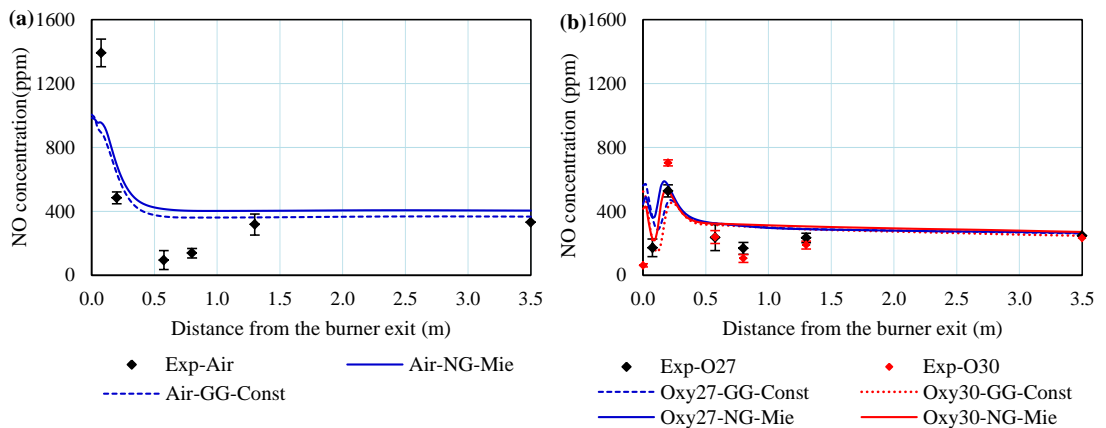 (a)
1600
1200
800
400
0
NO concentration(ppm)
0.0 0.5 1.0 1.5 2.0 2.5 3.0 3.5
Distance from the burner exit (m)
Exp-Air
Air-NG-Mie
Air-GG-Const
(b)
1600
1200
800
400
0
NO concentration (ppm)
0.0 0.5 1.0 1.5 2.0 2.5 3.0 3.5
Distance from the burner exit (m)
Exp-O27
Exp-O30
Oxy27-GG-Const
Oxy30-GG-Const
Oxy27-NG-Mie
Oxy30-NG-Mie